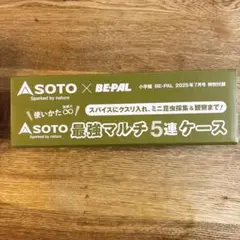 SOTO × BE-PAL 小学館 BE-PAL 2025年7月号 特別付録
Sparked by nature
使いかた
スパイスにクスリ入れ、ミニ昆虫採集&観察まで!
SOTO 最強マルチ5連ケース
Sparked by nature